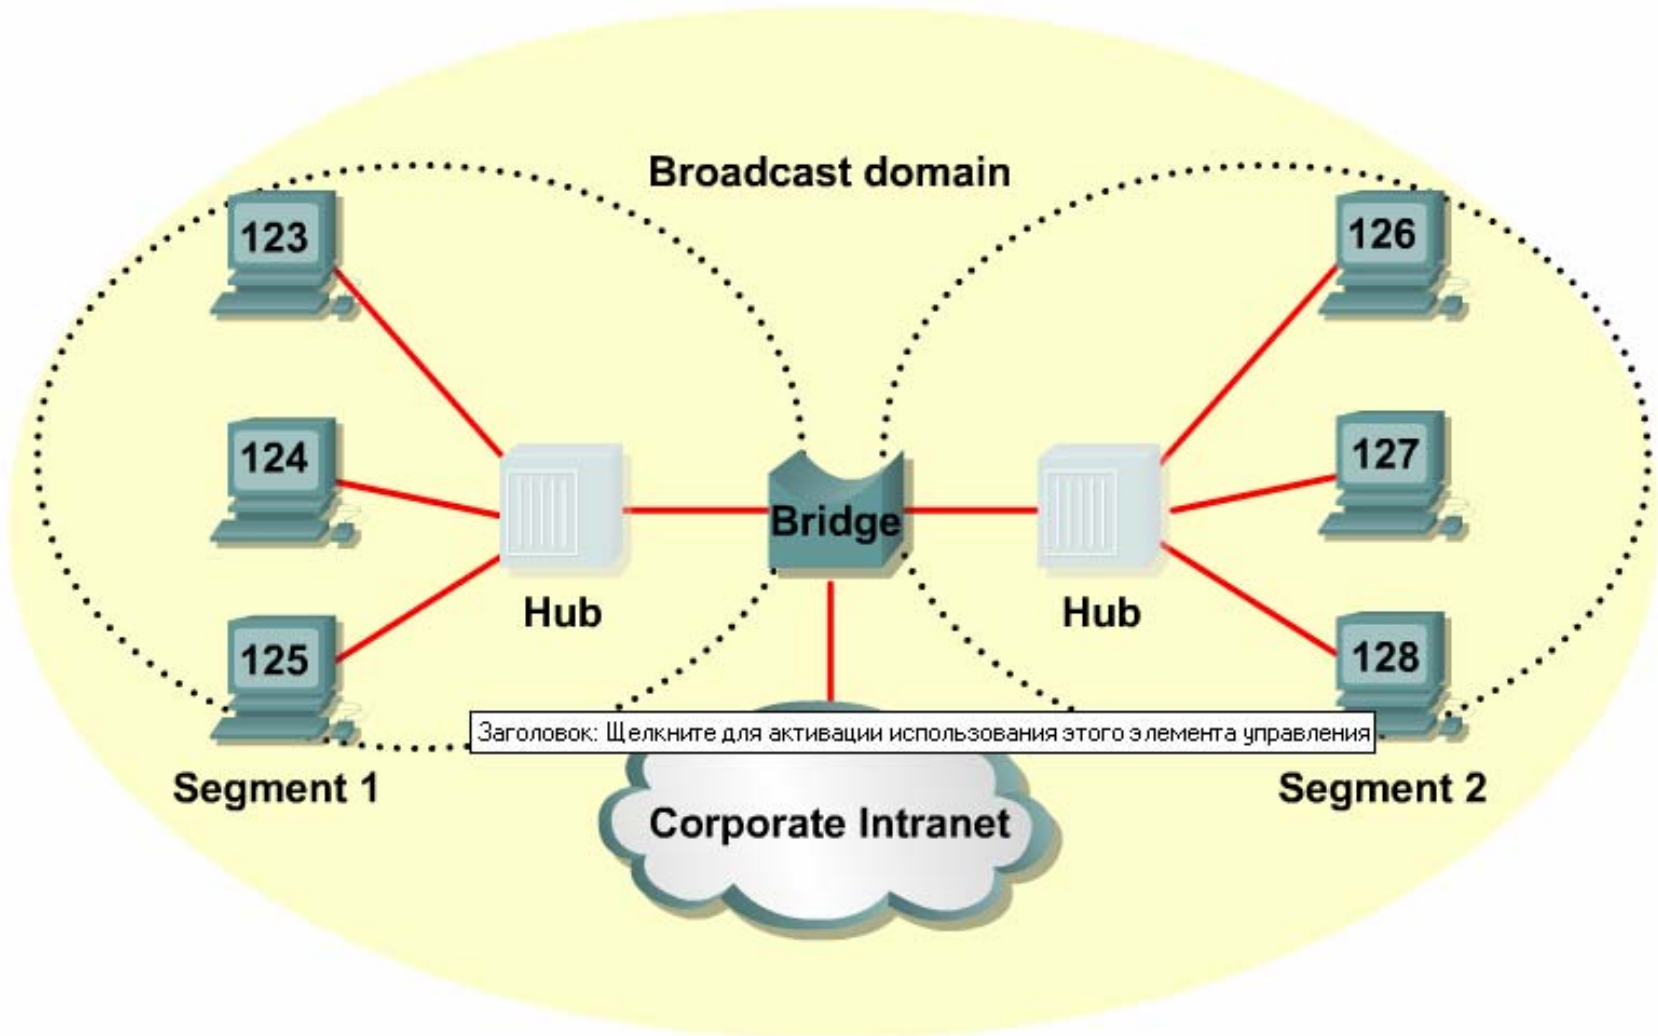 Broadcast domain
123
126
124
127
Bridge
Hub
Hub
125
128
Заголовок: Щелкните для активации использования этого элемента управления
Segment 1
Segment 2
Corporate Intranet